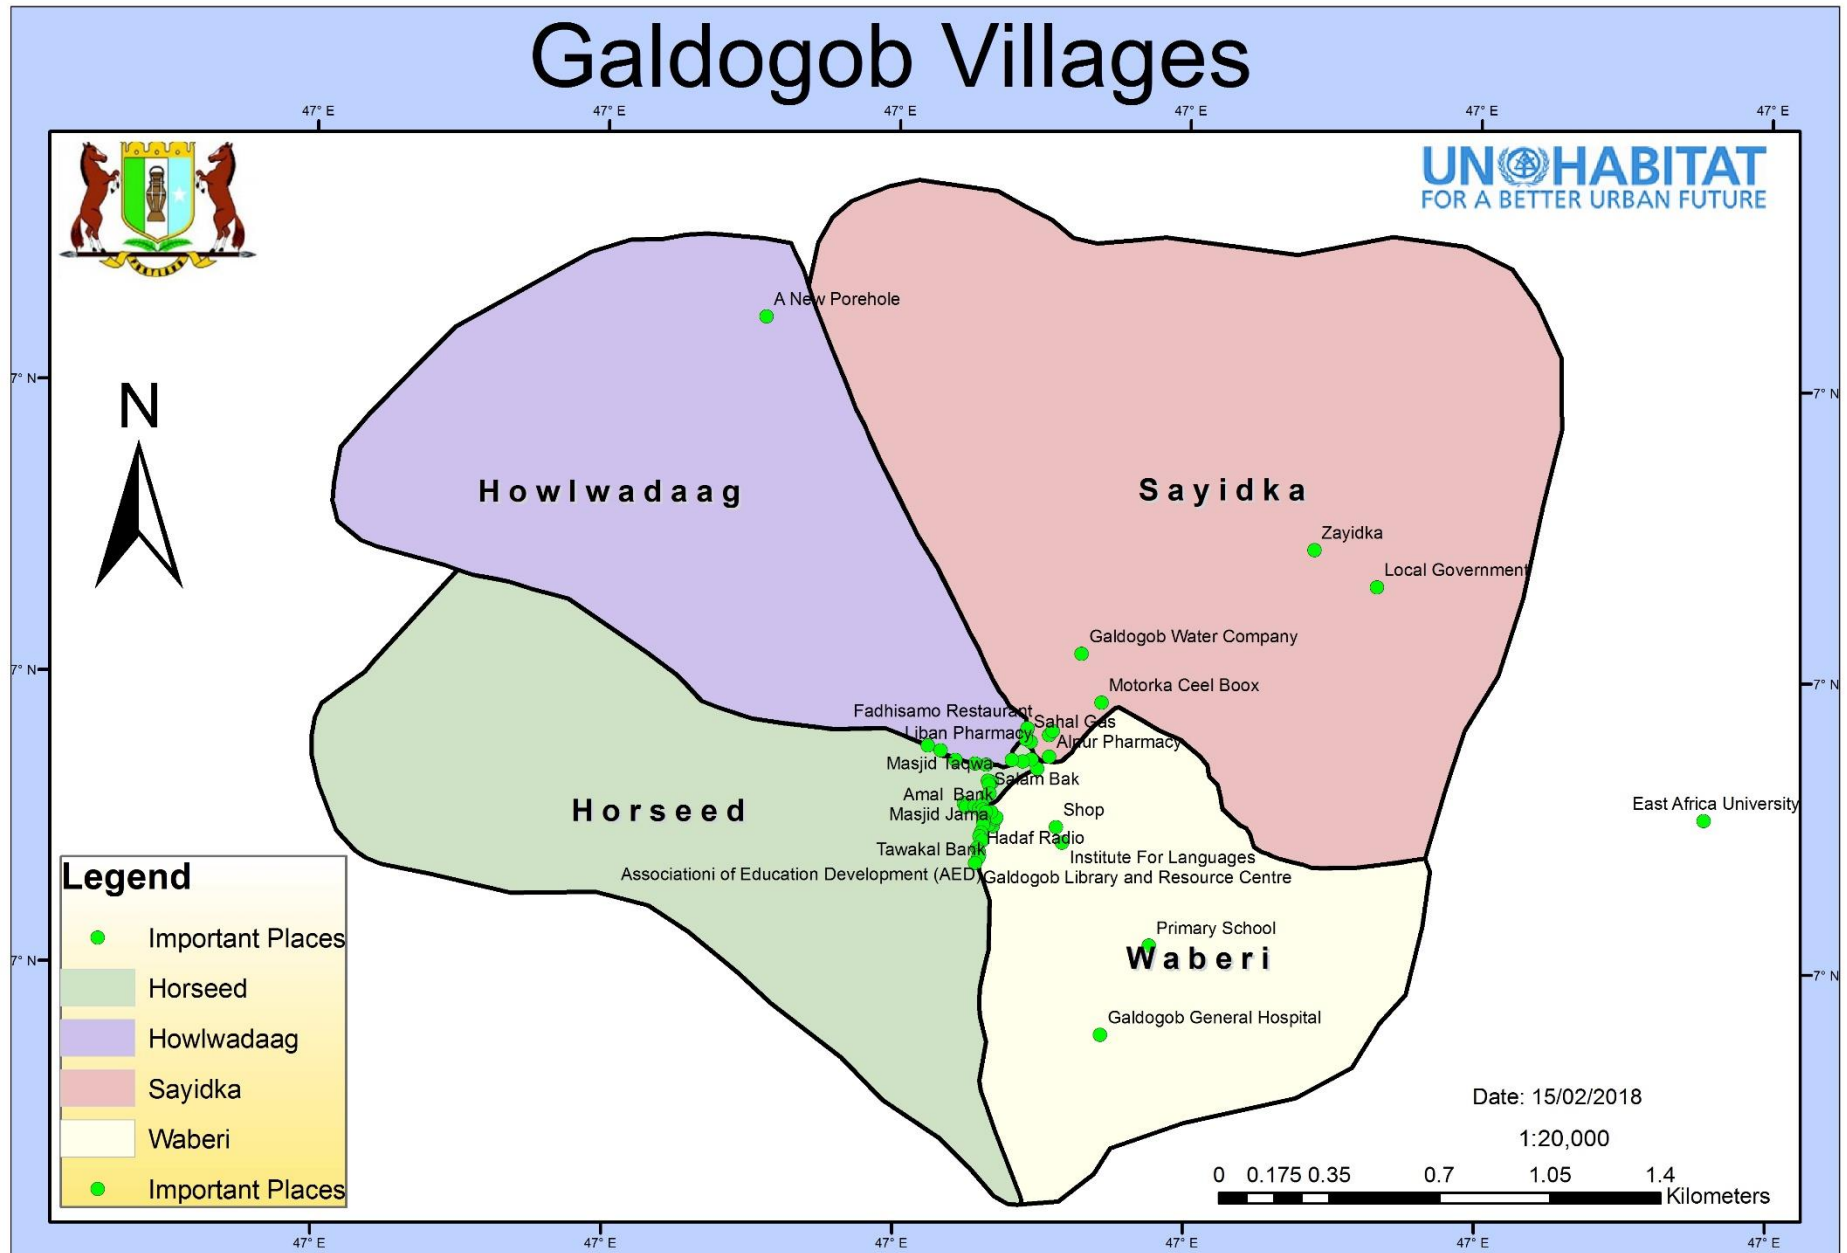 Galdogob Villages
47° E 47° E 47° E 47° E 47° E 47° E
UN HABITAT
FOR A BETTER URBAN FUTURE
A New Porehole
7° N
7° N
N
Howlwadaag
Sayidka
Zayidka
Local Government
Galdogob Water Company
7° N
7° N
Motorka Ceel Boox
Fadhisamo Restaurant
Sahal Gas
Liban Pharmacy
Alnur Pharmacy
Masjid Taqwa
Salam Bak
Amal Bank
Horseed
Shop
East Africa University
Masjid Jama
Hadaf Radio
Tawakal Bank
Institute For Languages
Associationi of Education Development (AED)
Galdogob Library and Resource Centre
Primary School
Waberi
7° N
7° N
Galdogob General Hospital
Legend
Important Places
Horseed
Howlwadaag
Sayidka
Waberi
Important Places
Date: 15/02/2018
1:20,000
0 0.175 0.35 0.7 1.05 1.4
Kilometers
47° E 47° E 47° E 47° E 47° E 47° E